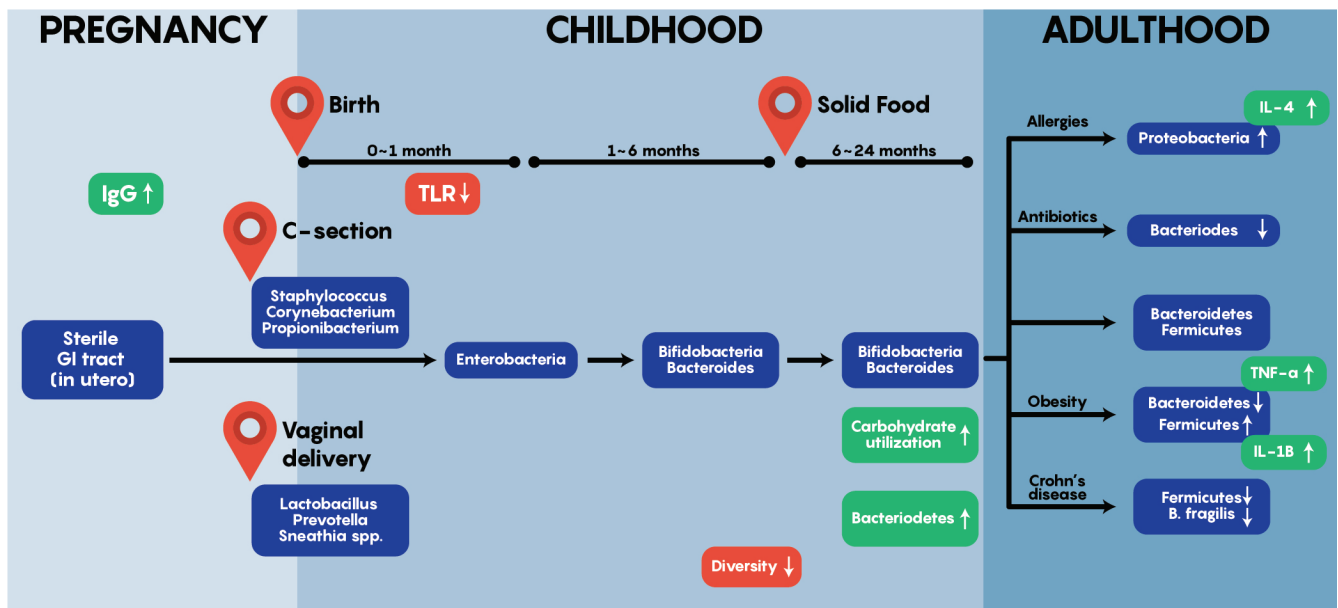 PREGNANCY
CHILDHOOD
ADULTHOOD
Birth
Solid Food
0~1 month
1~6 months
6~24 months
IgG ↑
TLR ↓
C-section
Staphylococcus
Corynebacterium
Propionibacterium
Sterile
GI tract
(in utero)
Enterobacteria
Bifidobacteria
Bacteroides
Bifidobacteria
Bacteroides
Vaginal
delivery
Lactobacillus
Prevotella
Sneathia spp.
Carbohydrate
utilization ↑
Bacteriodetes ↑
Diversity ↓
Allergies
IL-4 ↑
Proteobacteria ↑
Antibiotics
Bacteriodes ↓
Bacteroidetes
Fermicutes
Obesity
TNF-a ↑
Bacteroidetes ↓
Fermicutes ↑
IL-1B ↑
Crohn's
disease
Fermicutes ↓
B. fragilis ↓